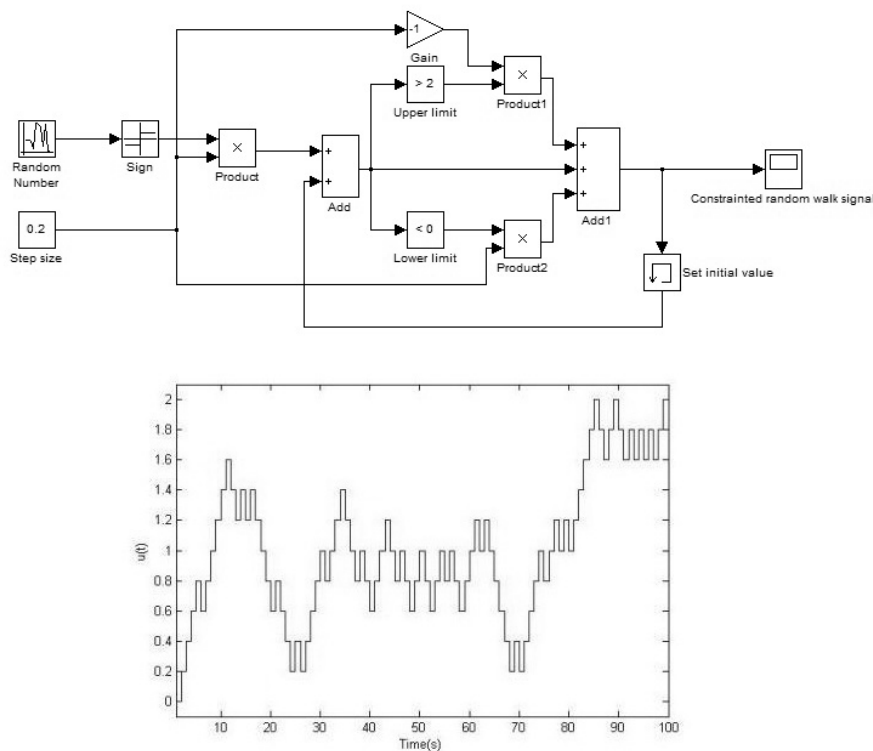 -1
Gain
×
Product1
> 2
Upper limit
Random
Number
Sign
×
Product
+
+
Add
+
+
+
Add1
Constrainted random walk signal
0.2
Step size
< 0
Lower limit
×
Product2
Set initial value
2
1.8
1.6
1.4
1.2
1
0.8
0.6
0.4
0.2
0
u(t)
10 20 30 40 50 60 70 80 90 100
Time(s)